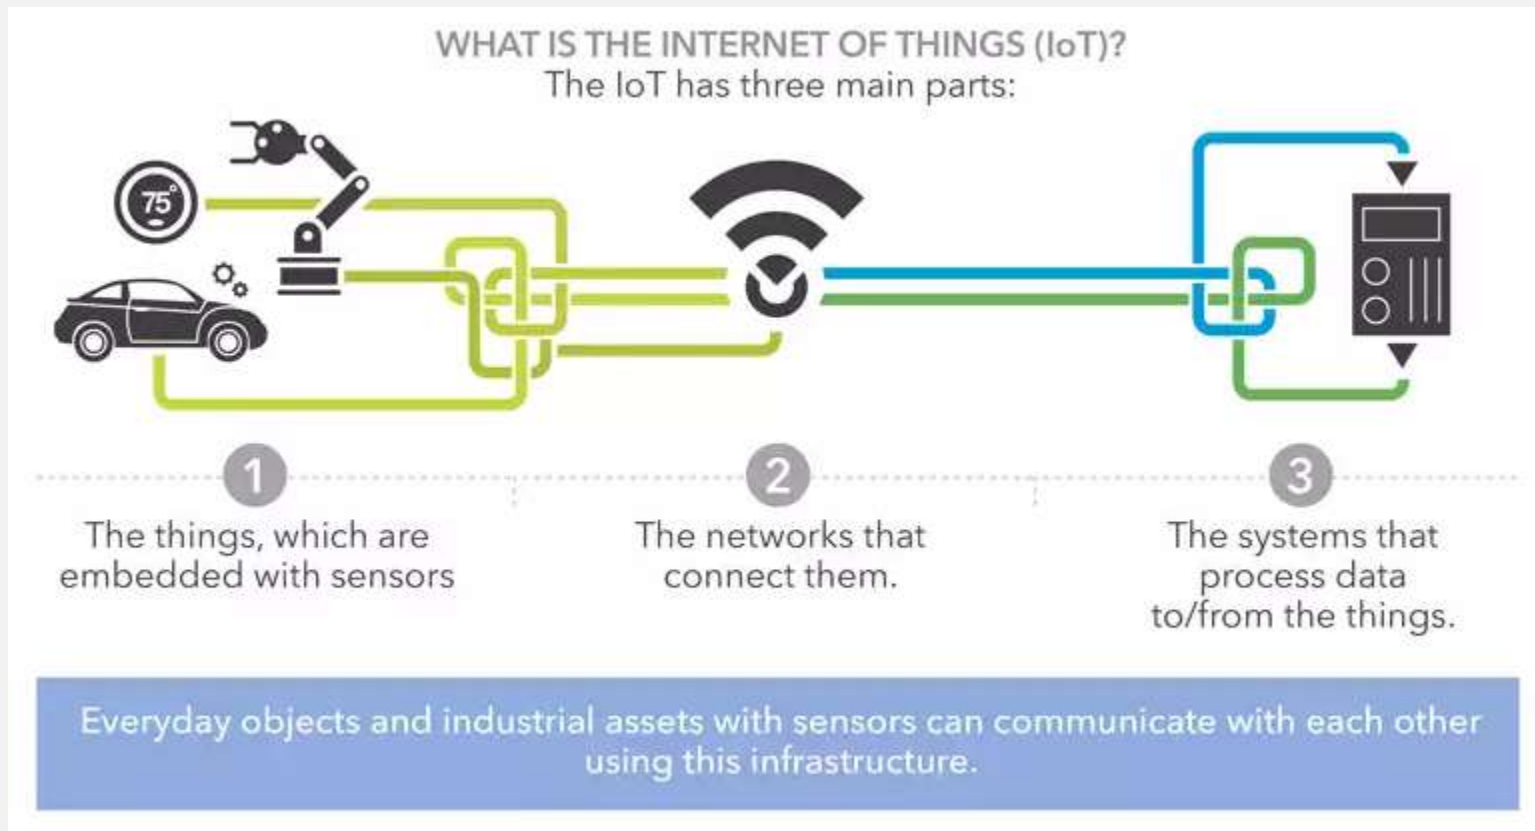 WHAT IS THE INTERNET OF THINGS (IoT)?
The IoT has three main parts:
75°
1
The things, which are
embedded with sensors
2
The networks that
connect them.
3
The systems that
process data
to/from the things.
Everyday objects and industrial assets with sensors can communicate with each other
using this infrastructure.